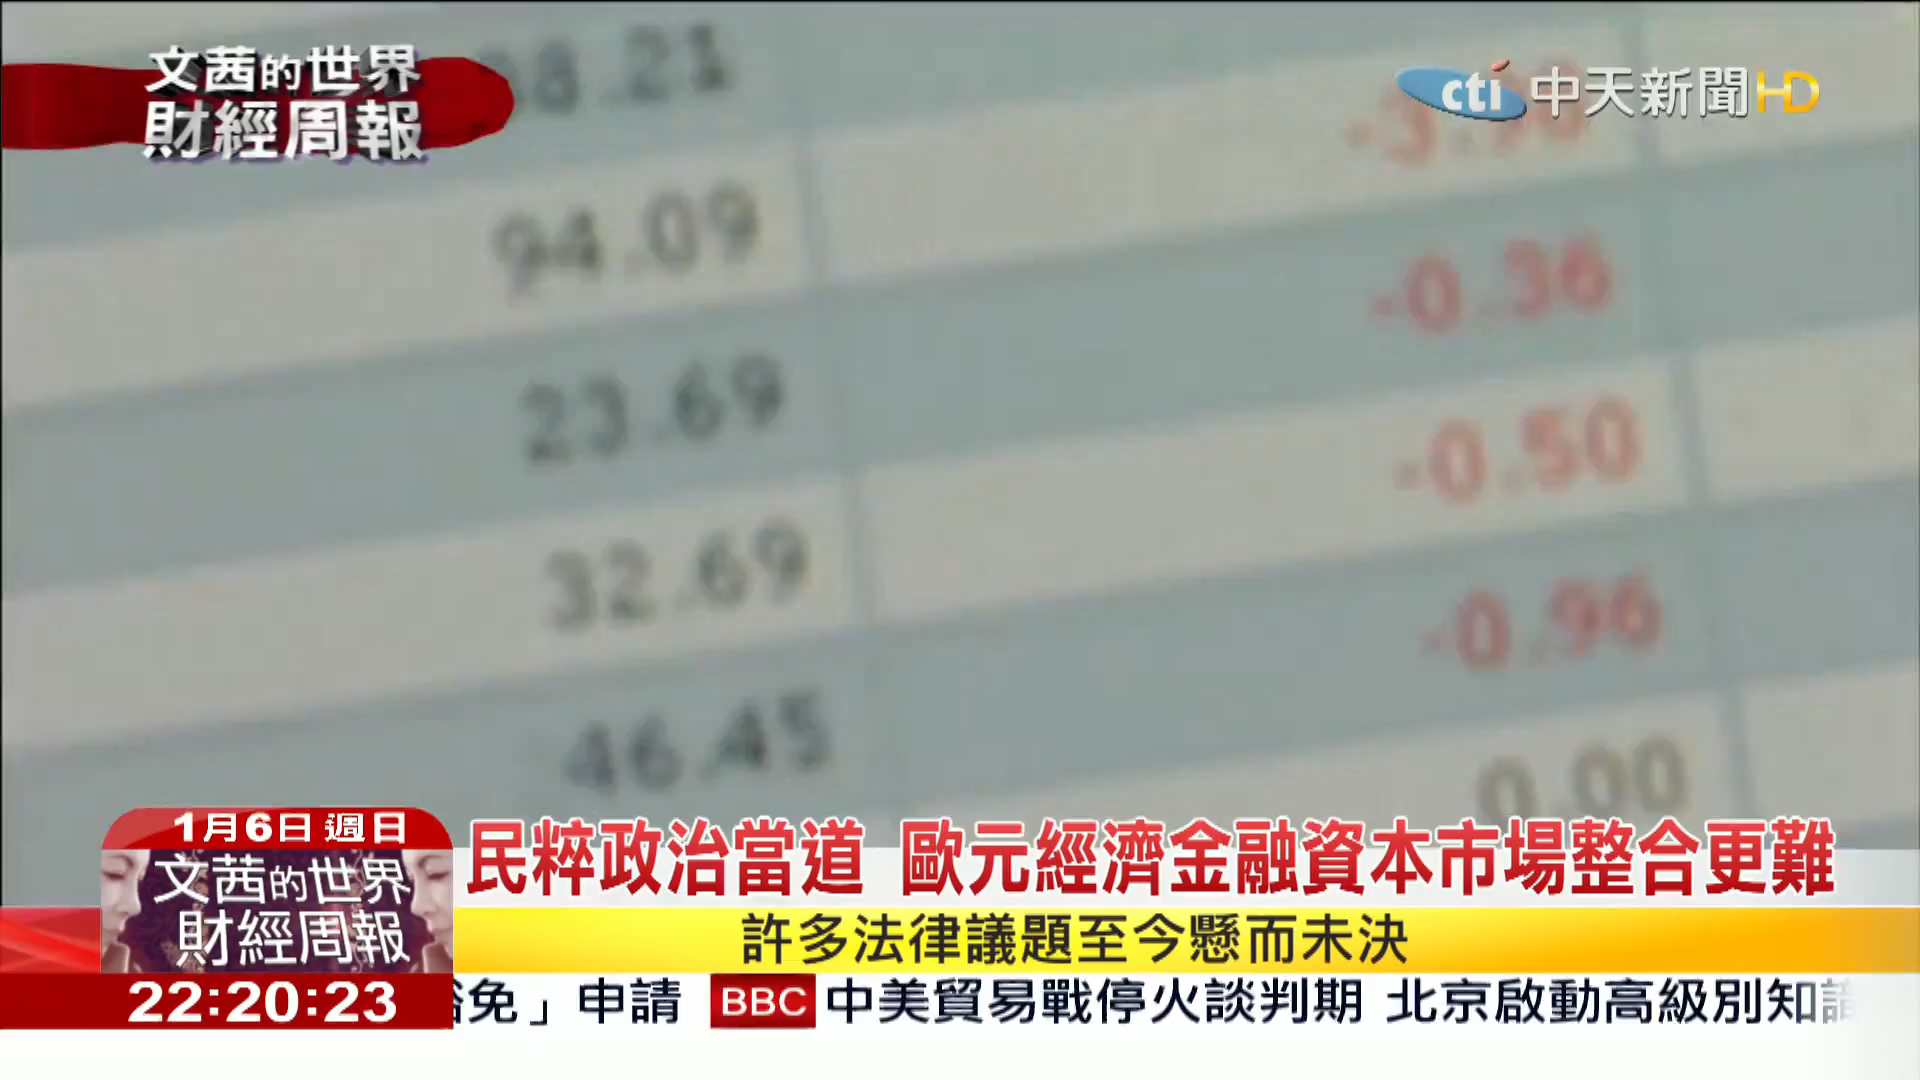 文茜的世界
財經周報
cti 中天新聞HD
8.21
94.09
-0.36
23.69
-0.50
32.69
-0.96
46.45
0.00
1月6日 週日
文茜的世界
財經周報
民粹政治當道 歐元經濟金融資本市場整合更難
許多法律議題至今懸而未決
22:20:23
免」申請 BBC 中美貿易戰停火談判期 北京啟動高級別知